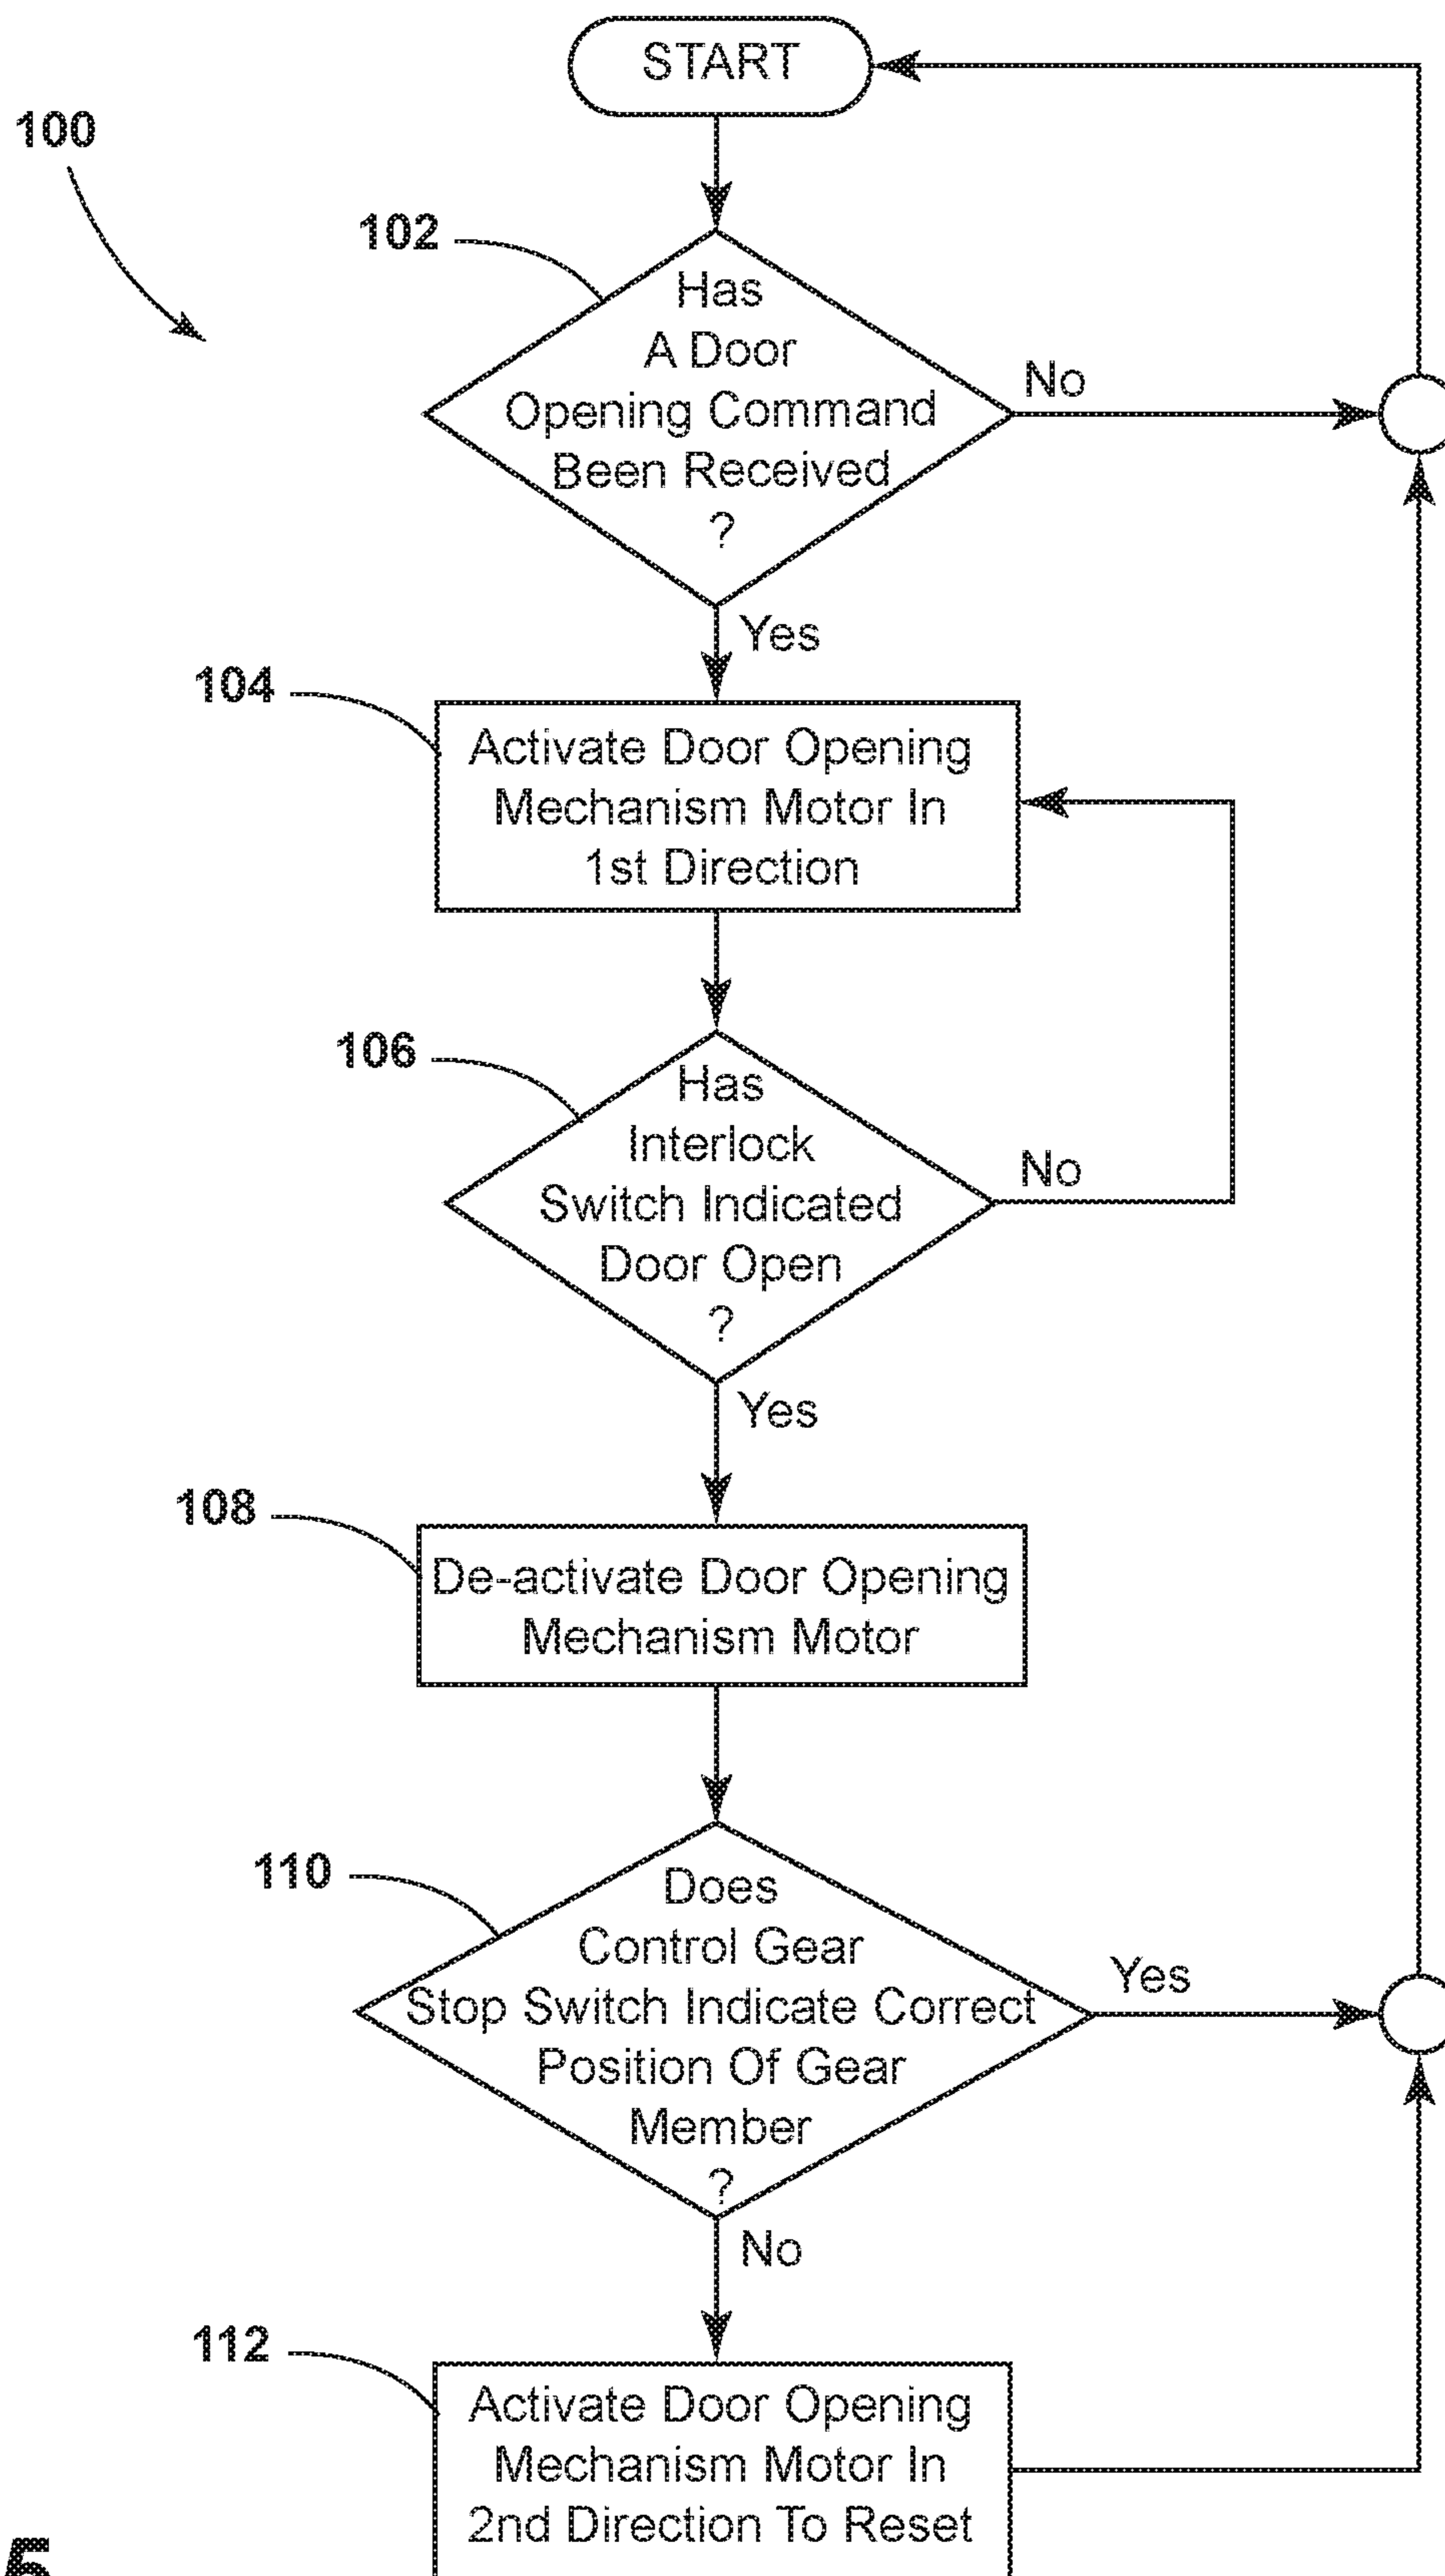 START
100
102
Has
A Door
Opening Command
Been Received
?
No
Yes
104
Activate Door Opening
Mechanism Motor In
1st Direction
106
Has
Interlock
Switch Indicated
Door Open
?
No
Yes
108
De-activate Door Opening
Mechanism Motor
110
Does
Control Gear
Stop Switch Indicate Correct
Position Of Gear
Member
?
Yes
No
112
Activate Door Opening
Mechanism Motor In
2nd Direction To Reset
5